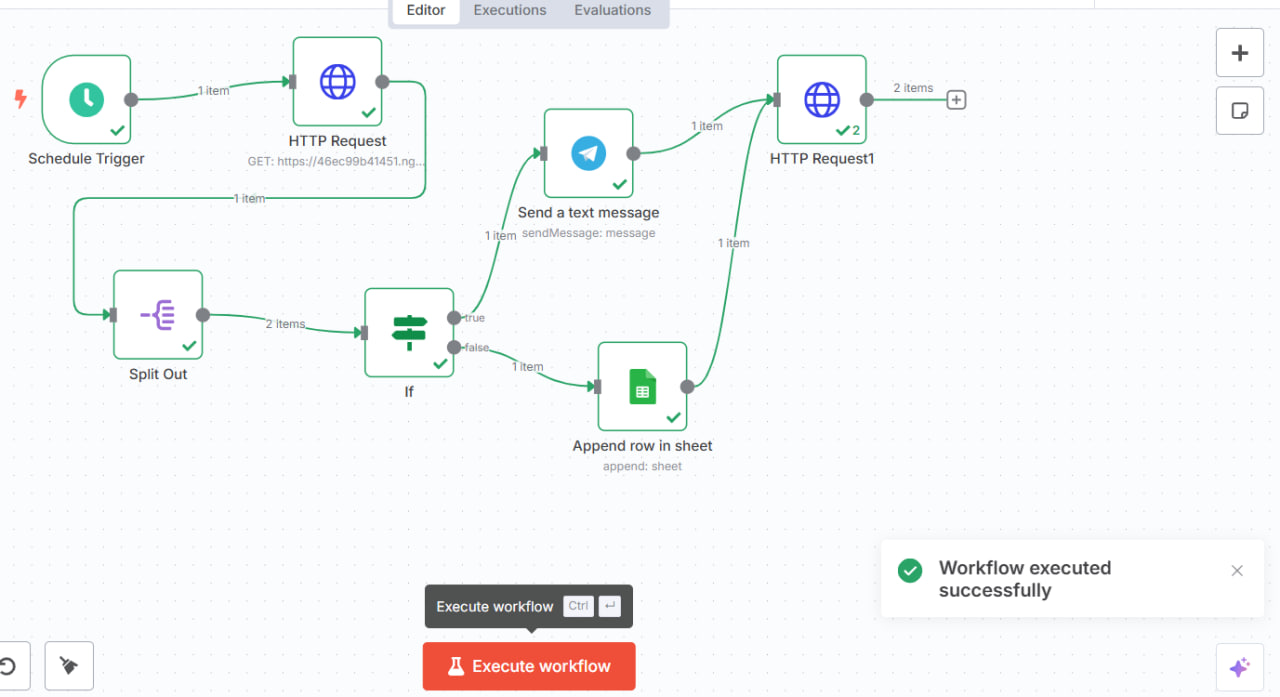 Editor Executions Evaluations
1 item
HTTP Request
GET: https://46ec99b41451.ng...
Schedule Trigger
1 item
1 item
2 items
HTTP Request1
2
Send a text message
sendMessage: message
1 item
1 item
Split Out
2 items
If
true
false
1 item
Append row in sheet
append: sheet
Workflow executed
successfully
Execute workflow Ctrl
Execute workflow